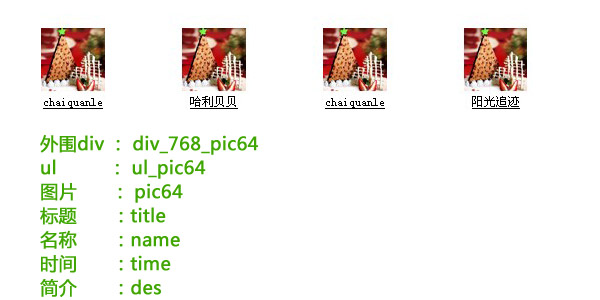 chaiquanle 哈利贝贝 chaiquanle 阳光追迹
外围div : div_768_pic64
ul : ul_pic64
图片 : pic64
标题 : title
名称 : name
时间 : time
简介 : des